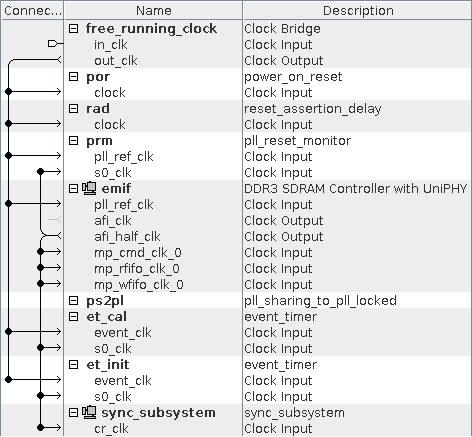 Connec... Name Description
free_running_clock Clock Bridge
in_clk Clock Input
out_clk Clock Output
por power_on_reset
clock Clock Input
rad reset_assertion_delay
clock Clock Input
prm pll_reset_monitor
pll_ref_clk Clock Input
s0_clk Clock Input
emif DDR3 SDRAM Controller with UniPHY
pll_ref_clk Clock Input
afi_clk Clock Output
afi_half_clk Clock Output
mp_cmd_clk_0 Clock Input
mp_rfifo_clk_0 Clock Input
mp_wfifo_clk_0 Clock Input
ps2pl pll_sharing_to_pll_locked
et_cal event_timer
event_clk Clock Input
s0_clk Clock Input
et_init event_timer
event_clk Clock Input
s0_clk Clock Input
sync_subsystem sync_subsystem
cr_clk Clock Input